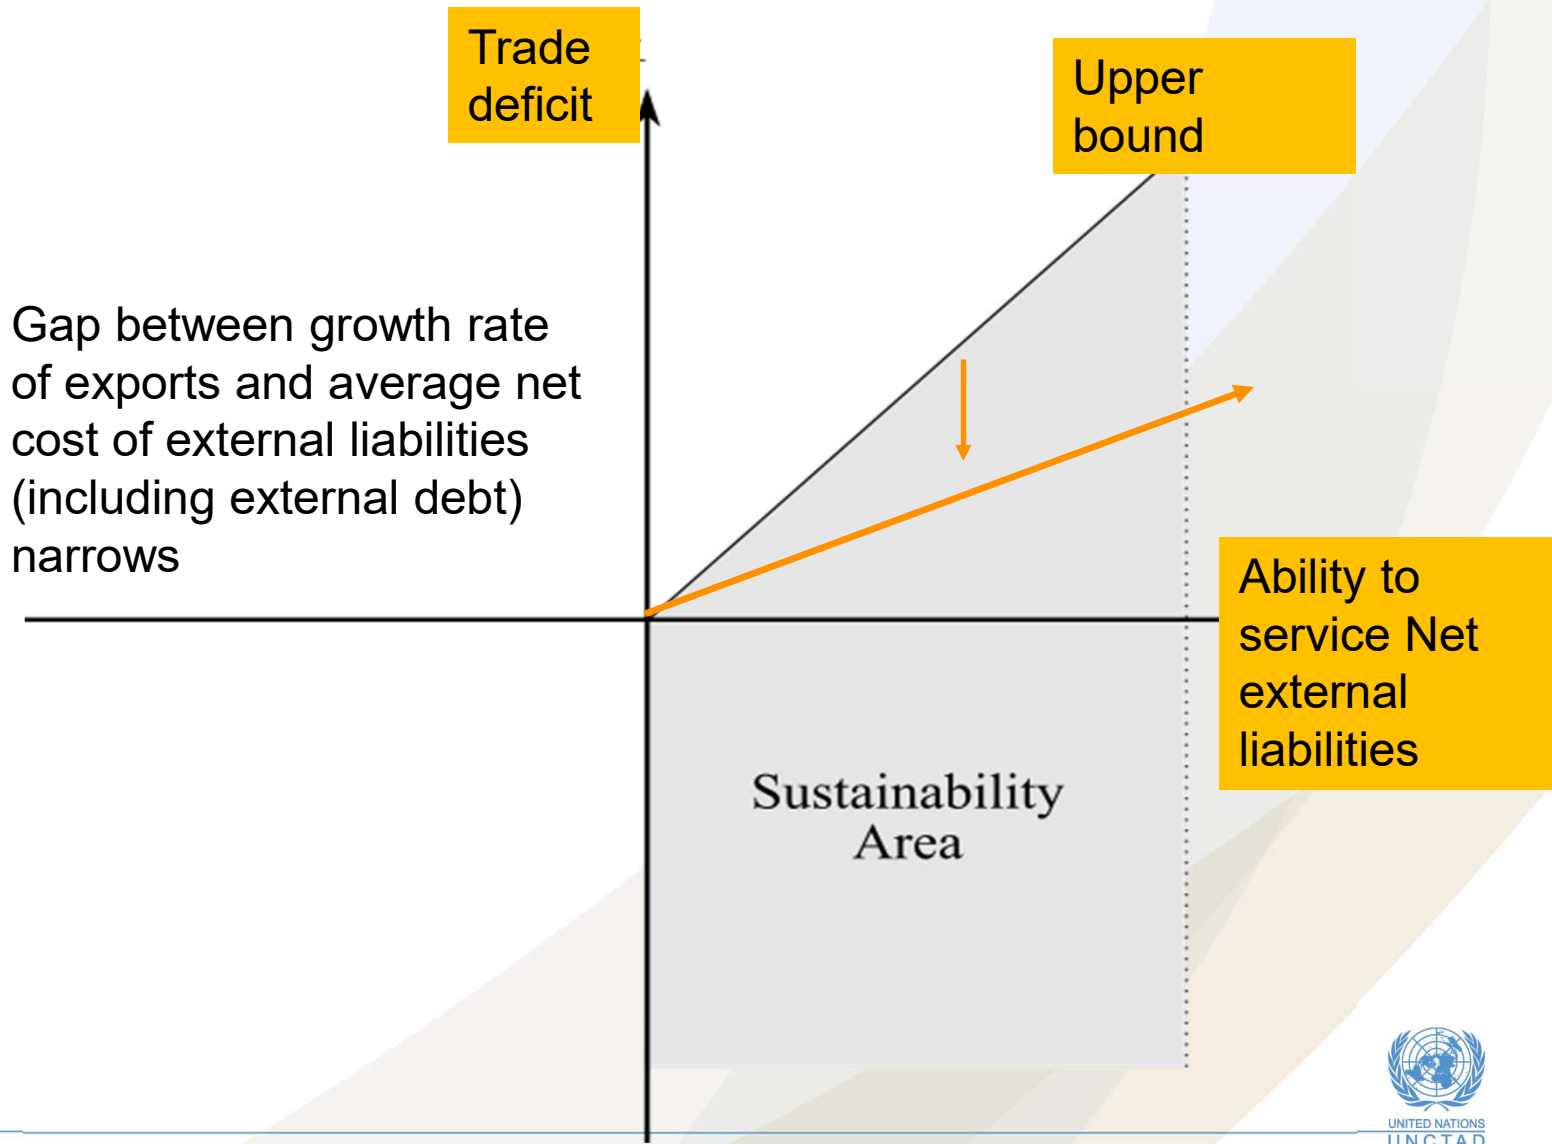 Trade
deficit
Upper
bound
Gap between growth rate
of exports and average net
cost of external liabilities
(including external debt)
narrows
Ability to
service Net
external
liabilities
Sustainability
Area
UNITED NATIONS
UNCTAD